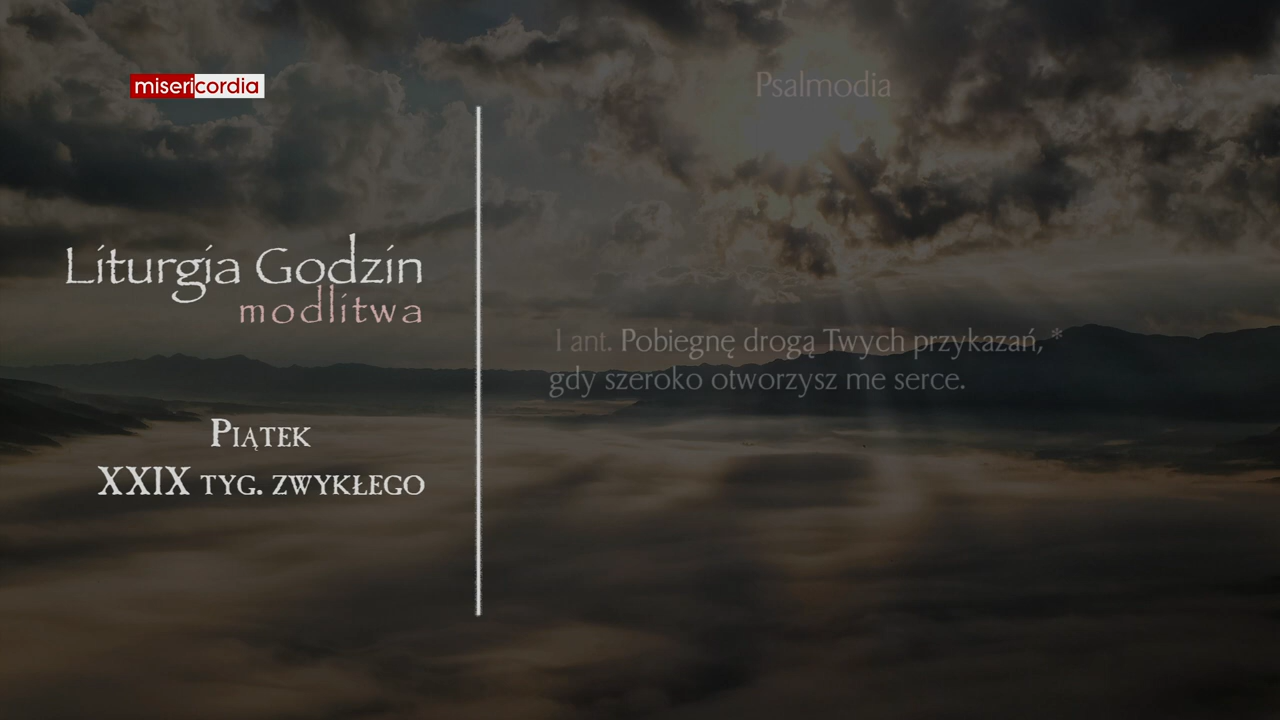 misericordia
Liturgia Godzin
modlitwa
Piątek
XXIX tyg. zwykłego
Psalmodia
I ant. Pobiegnę drogą Twych przykazań,*
gdy szeroko otworzysz me serce.